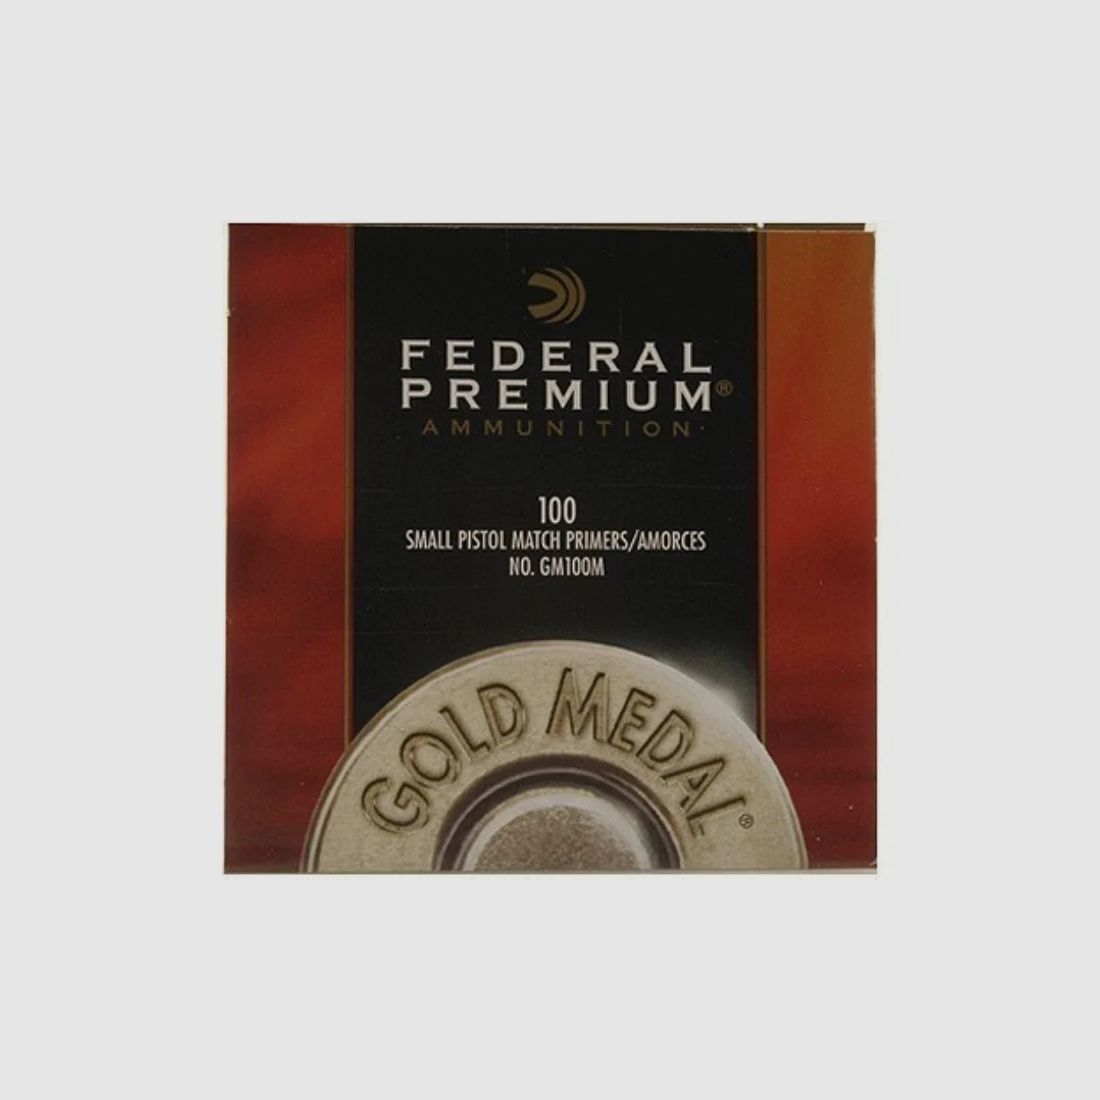 FEDERAL
PREMIUM®
AMMUNITION
100
SMALL PISTOL MATCH PRIMERS/AMORCES
NO. GM100M
GOLD MEDAL®